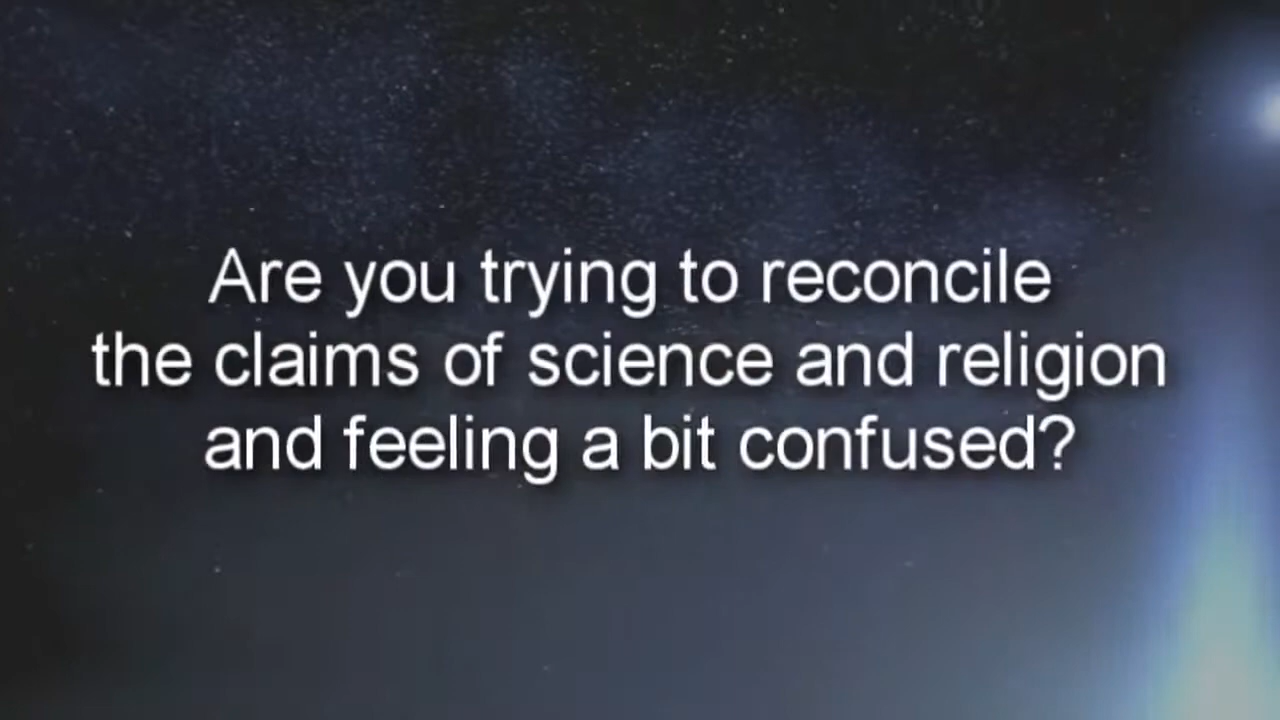 Are you trying to reconcile
the claims of science and religion
and feeling a bit confused?